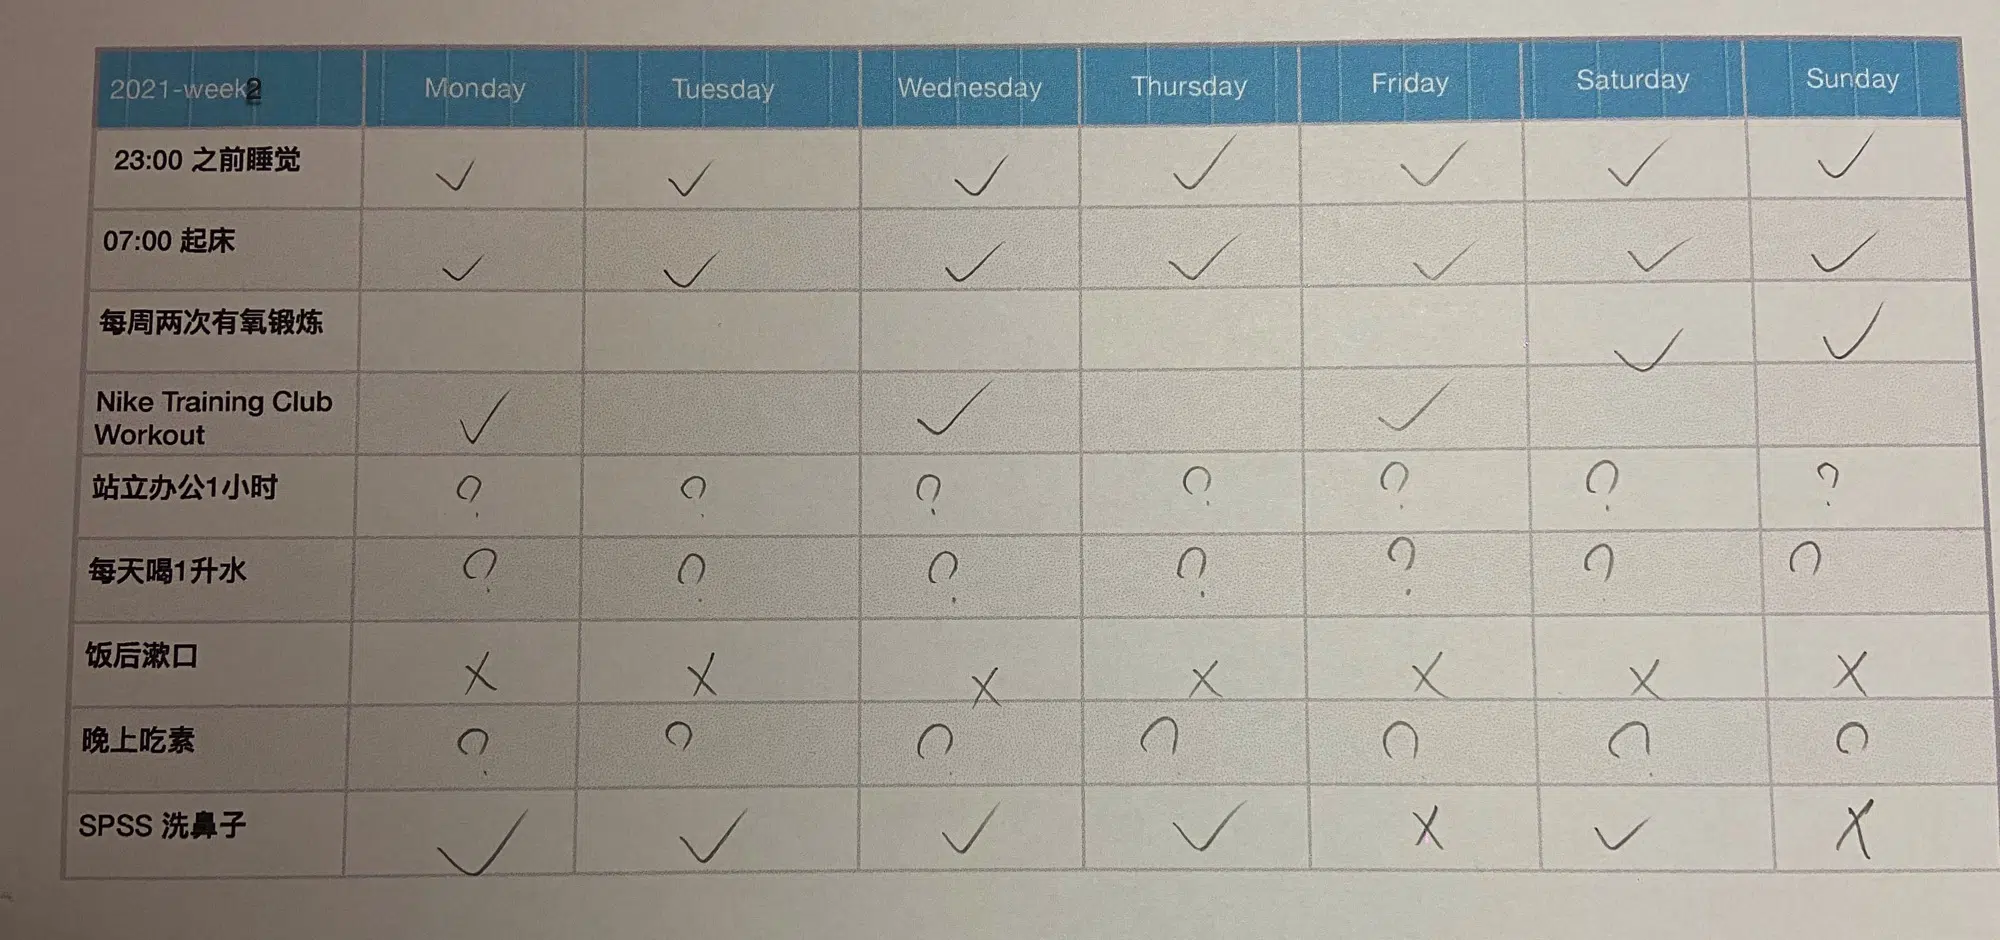 2021-week2 Monday Tuesday Wednesday Thursday Friday Saturday Sunday
23:00 之前睡觉 ✓ ✓ ✓ ✓ ✓ ✓ ✓
07:00 起床 ✓ ✓ ✓ ✓ ✓ ✓ ✓
每周两次有氧锻炼 ✓ ✓
Nike Training Club
Workout ✓ ✓ ✓
站立办公1小时 ? ? ? ? ? ? ?
每天喝1升水 ? ? ? ? ? ? ?
饭后漱口 X X X X X X X
晚上吃素 ? ? ? ? ? ? ?
SPSS 洗鼻子 ✓ ✓ ✓ ✓ X ✓ X